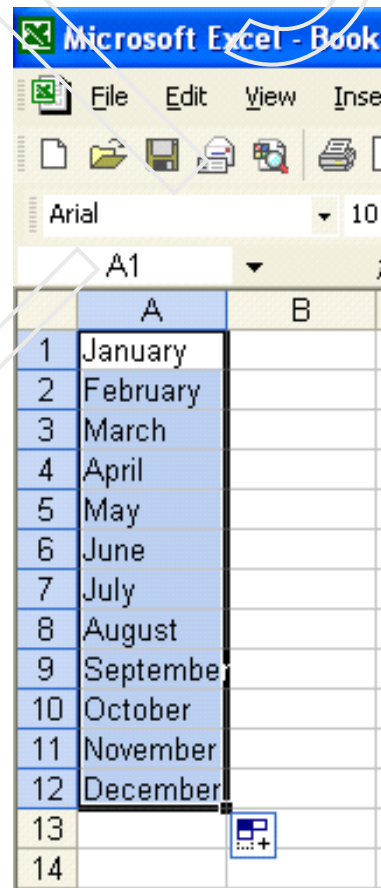 Microsoft Excel - Book
File Edit View Inse
Arial 10
A1
A B
1 January
2 February
3 March
4 April
5 May
6 June
7 July
8 August
9 September
10 October
11 November
12 December
13
14